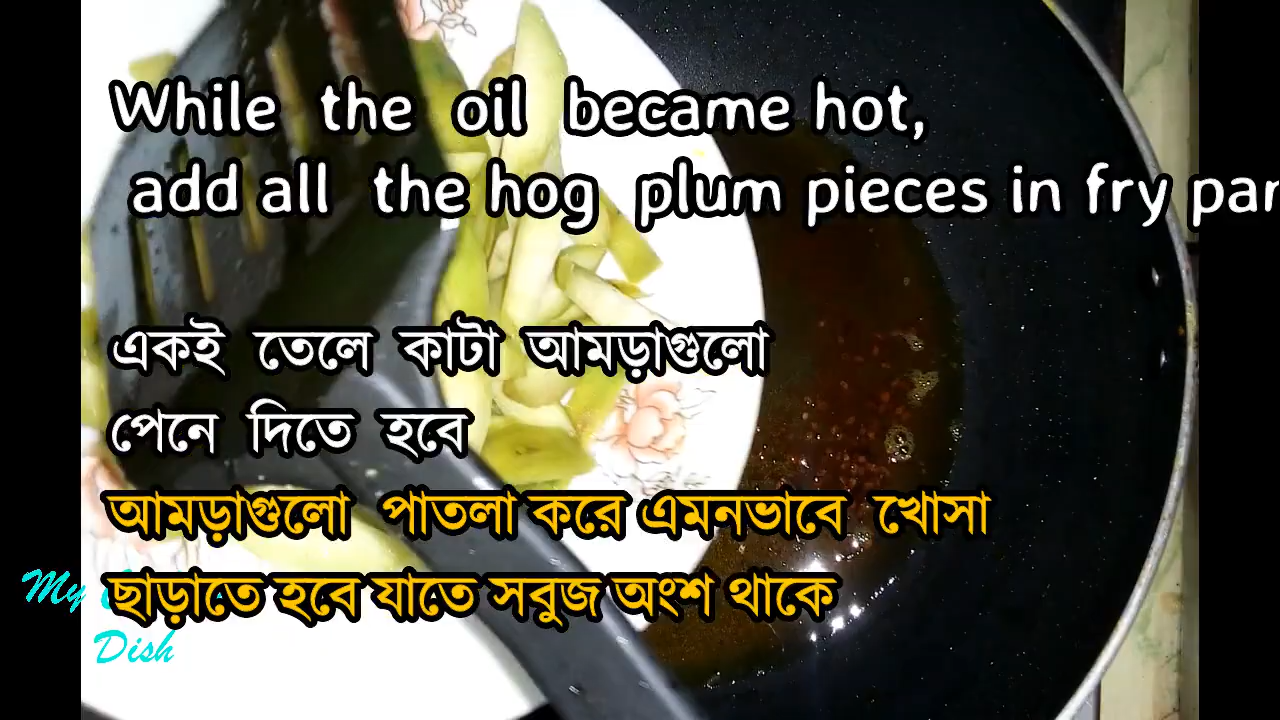 While the oil became hot,
add all the hog plum pieces in fry
একই তেলে কাটা আমড়াগুলো
পেনে দিতে হবে
আমড়াগুলো পাতলা করে এমনভাবে খোসা
ছাড়াতে হবে যাতে সবুজ অংশ থাকে
My
Dish